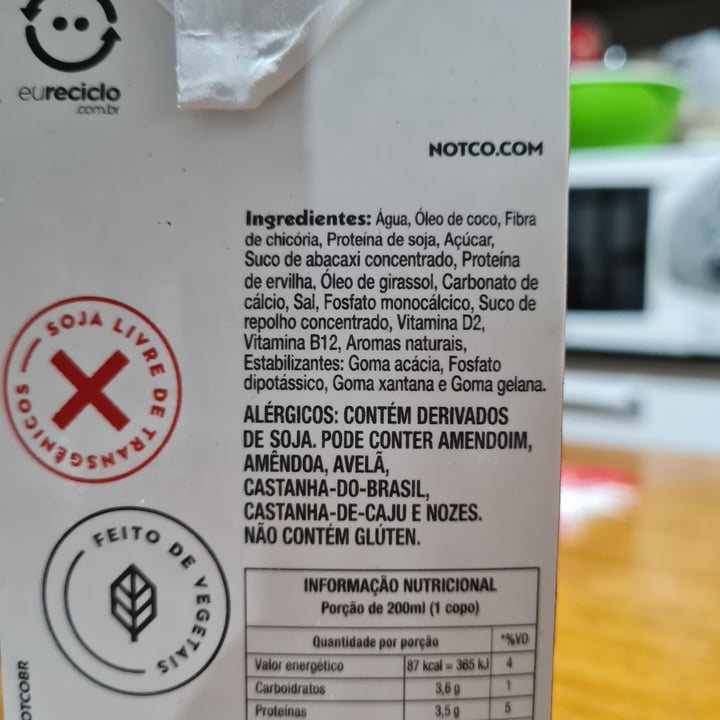 eureciclo
.com.br
NOTCO.COM
Ingredientes: Água, Óleo de coco, Fibra
de chicória, Proteína de soja, Açúcar,
Suco de abacaxi concentrado, Proteína
de ervilha, Óleo de girassol, Carbonato de
cálcio, Sal, Fosfato monocálcico, Suco de
repolho concentrado, Vitamina D2,
Vitamina B12, Aromas naturais,
Estabilizantes: Goma acácia, Fosfato
dipotássico, Goma xantana e Goma gelana.
SOJA LIVRE DE TRANSGÊNICOS
ALÉRGICOS: CONTÉM DERIVADOS
DE SOJA. PODE CONTER AMENDOIM,
AMÊNDOA, AVELÃ,
CASTANHA-DO-BRASIL,
CASTANHA-DE-CAJU E NOZES.
NÃO CONTÉM GLÚTEN.
FEITO DE VEGETAIS
INFORMAÇÃO NUTRICIONAL
Porção de 200ml (1 copo)
Quantidade por porção *%VD
Valor energético 87 kcal = 365 kJ 4
Carboidratos 3,6 g 1
Proteínas 3,5 g 5
OTCOBR